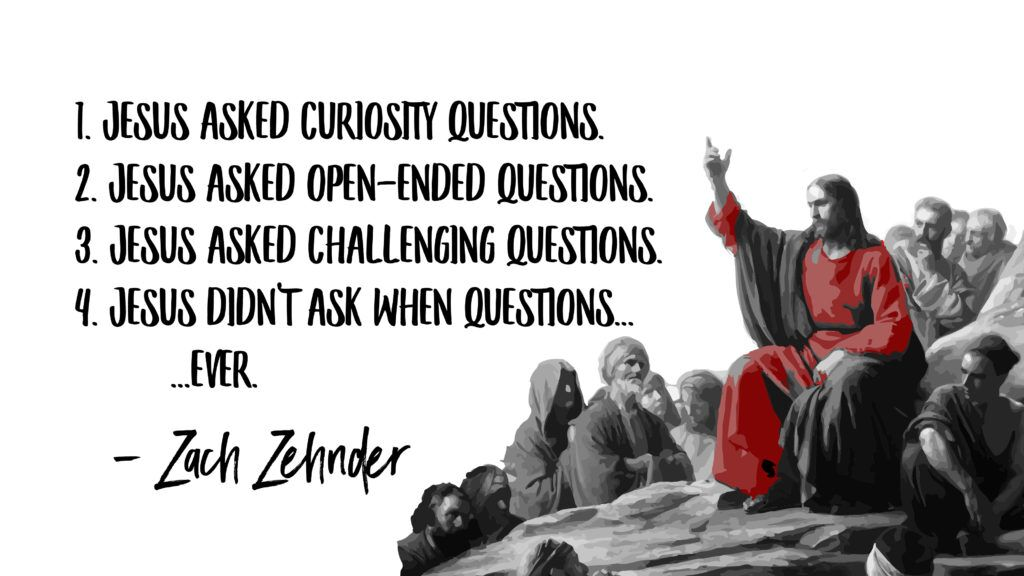 1. JESUS ASKED CURIOSITY QUESTIONS.
2. JESUS ASKED OPEN-ENDED QUESTIONS.
3. JESUS ASKED CHALLENGING QUESTIONS.
4. JESUS DIDN'T ASK WHEN QUESTIONS...
...EVER.
- Zach Zehnder